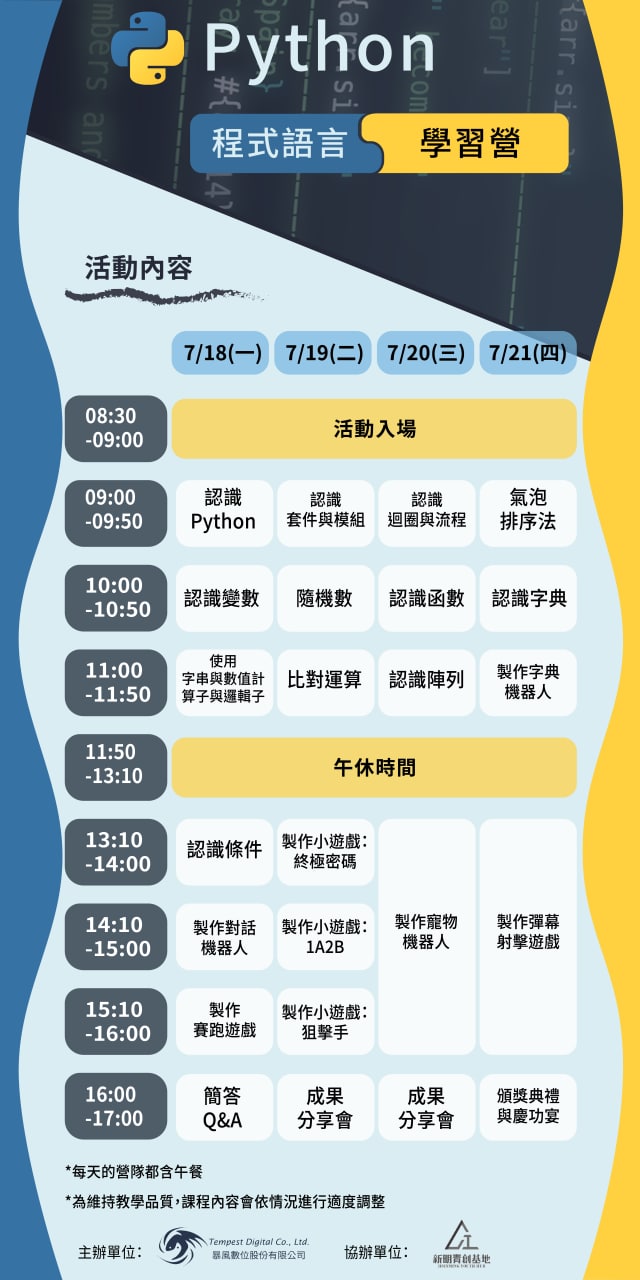 Python
程式語言 學習營
活動內容
7/18(一) 7/19(二) 7/20(三) 7/21(四)
08:30
-09:00
活動入場
09:00
-09:50
認識
Python
認識
套件與模組
認識
迴圈與流程
氣泡
排序法
10:00
-10:50
認識變數
隨機數
認識函數
認識字典
11:00
-11:50
使用
字串與數值計
算子與邏輯子
比對運算
認識陣列
製作字典
機器人
11:50
-13:10
午休時間
13:10
-14:00
認識條件
製作小遊戲:
終極密碼
製作寵物
機器人
製作彈幕
射擊遊戲
14:10
-15:00
製作對話
機器人
製作小遊戲:
1A2B
15:10
-16:00
製作
賽跑遊戲
製作小遊戲:
狙擊手
16:00
-17:00
簡答
Q&A
成果
分享會
成果
分享會
頒獎典禮
與慶功宴
*每天的營隊都含午餐
*為維持教學品質,課程內容會依情況進行適度調整
主辦單位:
Tempest Digital Co., Ltd.
暴風數位股份有限公司
協辦單位:
新明青創基地